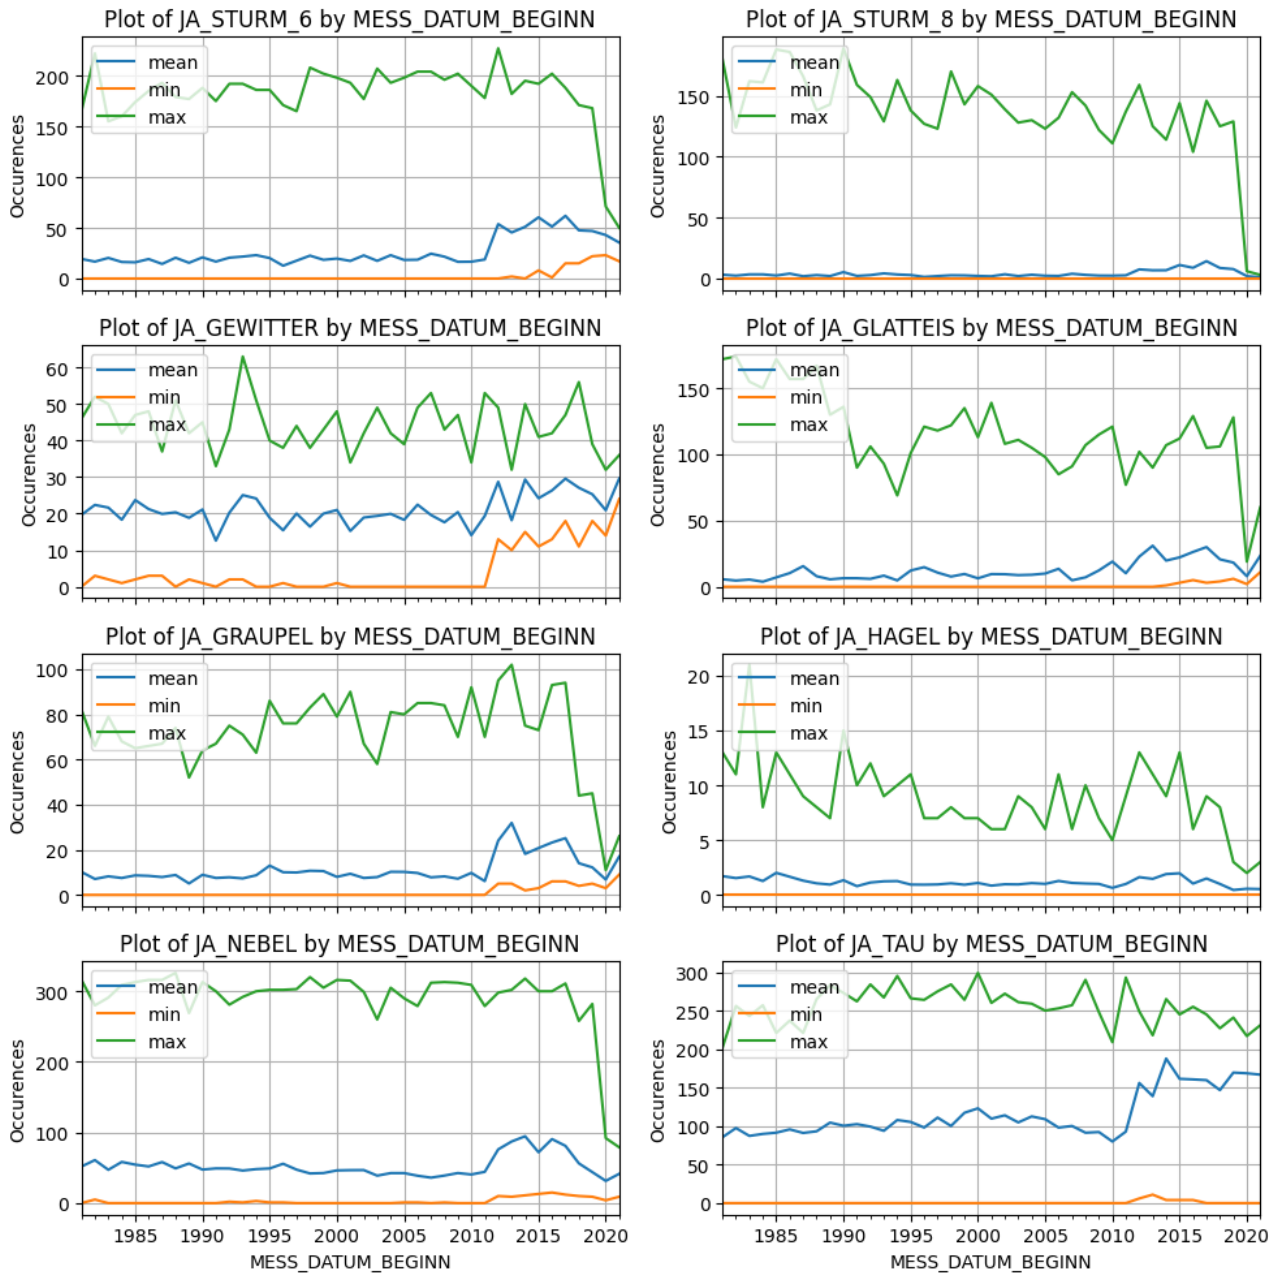 Plot of JA_STURM_6 by MESS_DATUM_BEGINN
Occurences
200
150
100
50
0
mean
min
max
Plot of JA_STURM_8 by MESS_DATUM_BEGINN
Occurences
150
100
50
0
mean
min
max
Plot of JA_GEWITTER by MESS_DATUM_BEGINN
Occurences
60
50
40
30
20
10
0
mean
min
max
Plot of JA_GLATTEIS by MESS_DATUM_BEGINN
Occurences
150
100
50
0
mean
min
max
Plot of JA_GRAUPEL by MESS_DATUM_BEGINN
Occurences
100
80
60
40
20
0
mean
min
max
Plot of JA_HAGEL by MESS_DATUM_BEGINN
Occurences
20
15
10
5
0
mean
min
max
Plot of JA_NEBEL by MESS_DATUM_BEGINN
Occurences
300
200
100
0
mean
min
max
1985 1990 1995 2000 2005 2010 2015 2020
MESS_DATUM_BEGINN
Plot of JA_TAU by MESS_DATUM_BEGINN
Occurences
300
250
200
150
100
50
0
mean
min
max
1985 1990 1995 2000 2005 2010 2015 2020
MESS_DATUM_BEGINN